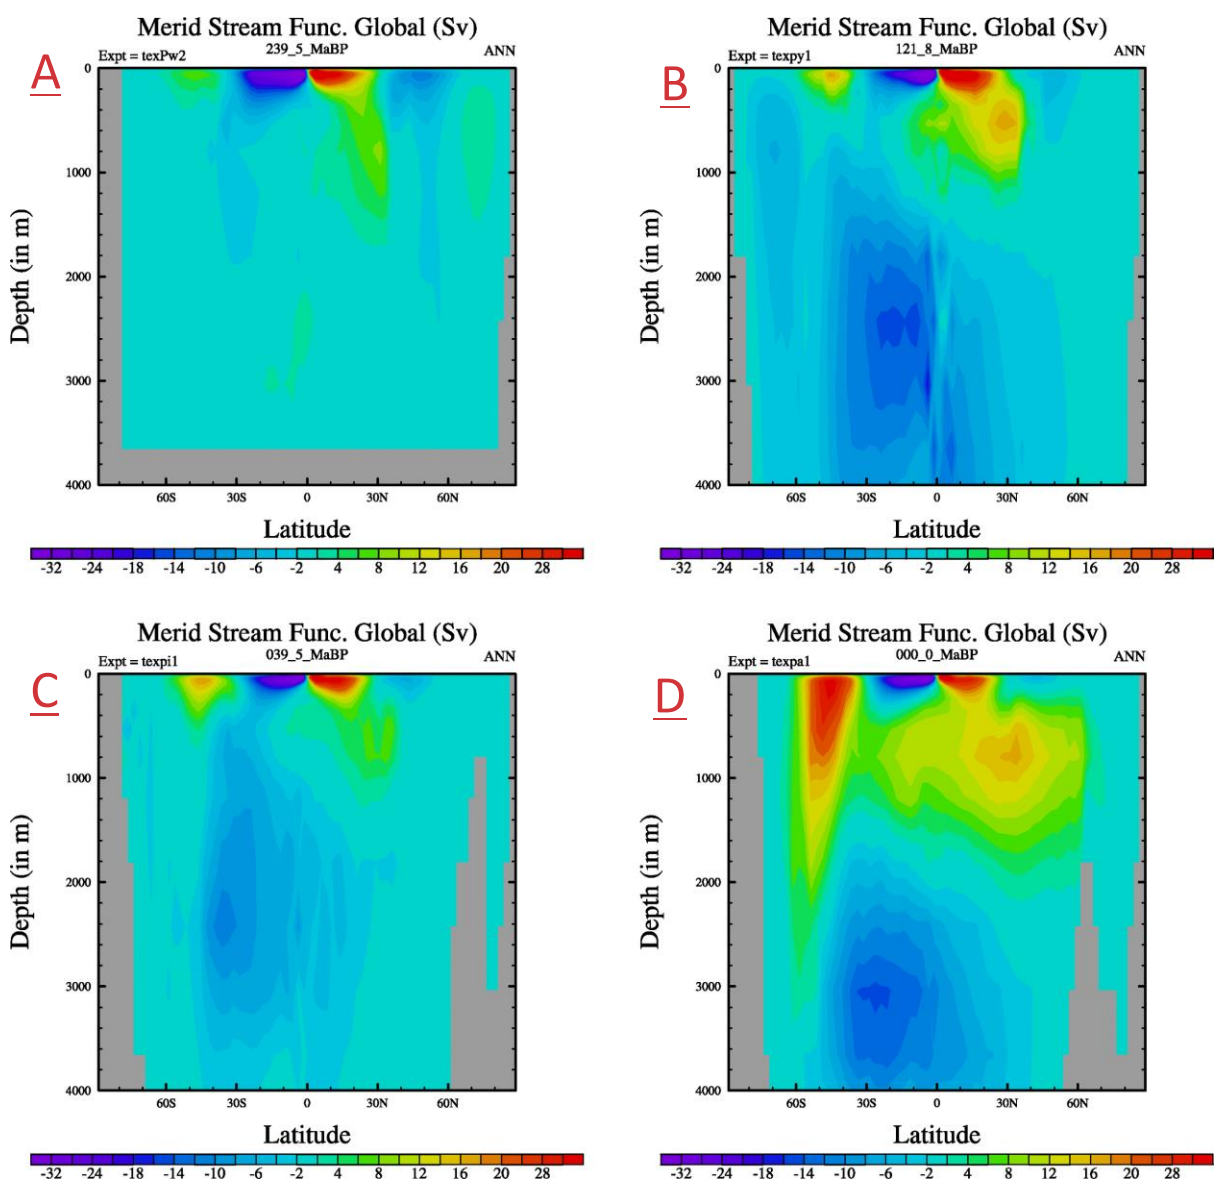 Merid Stream Func. Global (Sv)
239_5_MaBP
Expt = texPw2
ANN
A
0
1000
2000
3000
4000
Depth (in m)
60S 30S 0 30N 60N
Latitude
-32 -24 -18 -14 -10 -6 -2 4 8 12 16 20 28
Merid Stream Func. Global (Sv)
121_8_MaBP
Expt = texpy1
ANN
B
0
1000
2000
3000
4000
Depth (in m)
60S 30S 0 30N 60N
Latitude
-32 -24 -18 -14 -10 -6 -2 4 8 12 16 20 28
Merid Stream Func. Global (Sv)
039_5_MaBP
Expt = texpi1
ANN
C
0
1000
2000
3000
4000
Depth (in m)
60S 30S 0 30N 60N
Latitude
-32 -24 -18 -14 -10 -6 -2 4 8 12 16 20 28
Merid Stream Func. Global (Sv)
000_0_MaBP
Expt = texpa1
ANN
D
0
1000
2000
3000
4000
Depth (in m)
60S 30S 0 30N 60N
Latitude
-32 -24 -18 -14 -10 -6 -2 4 8 12 16 20 28